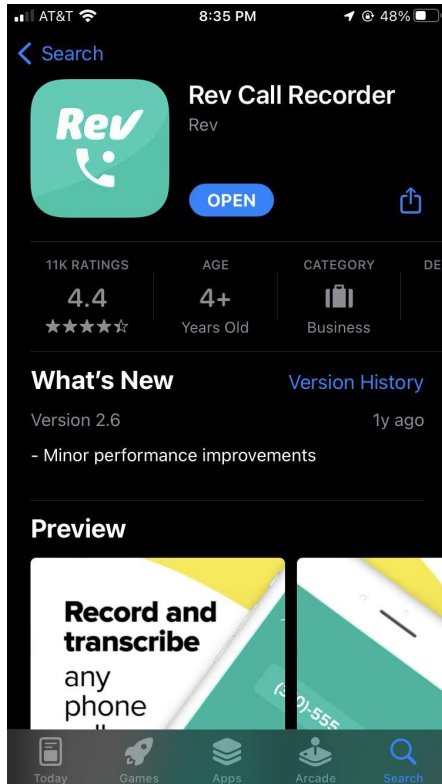 AT&T 8:35 PM 48%
Search
Rev
Rev Call Recorder
Rev
OPEN
11K RATINGS AGE CATEGORY DE
4.4 4+
Years Old Business
What's New Version History
Version 2.6 1y ago
- Minor performance improvements
Preview
Record and
transcribe
any
phone
Today Games Apps Arcade Search